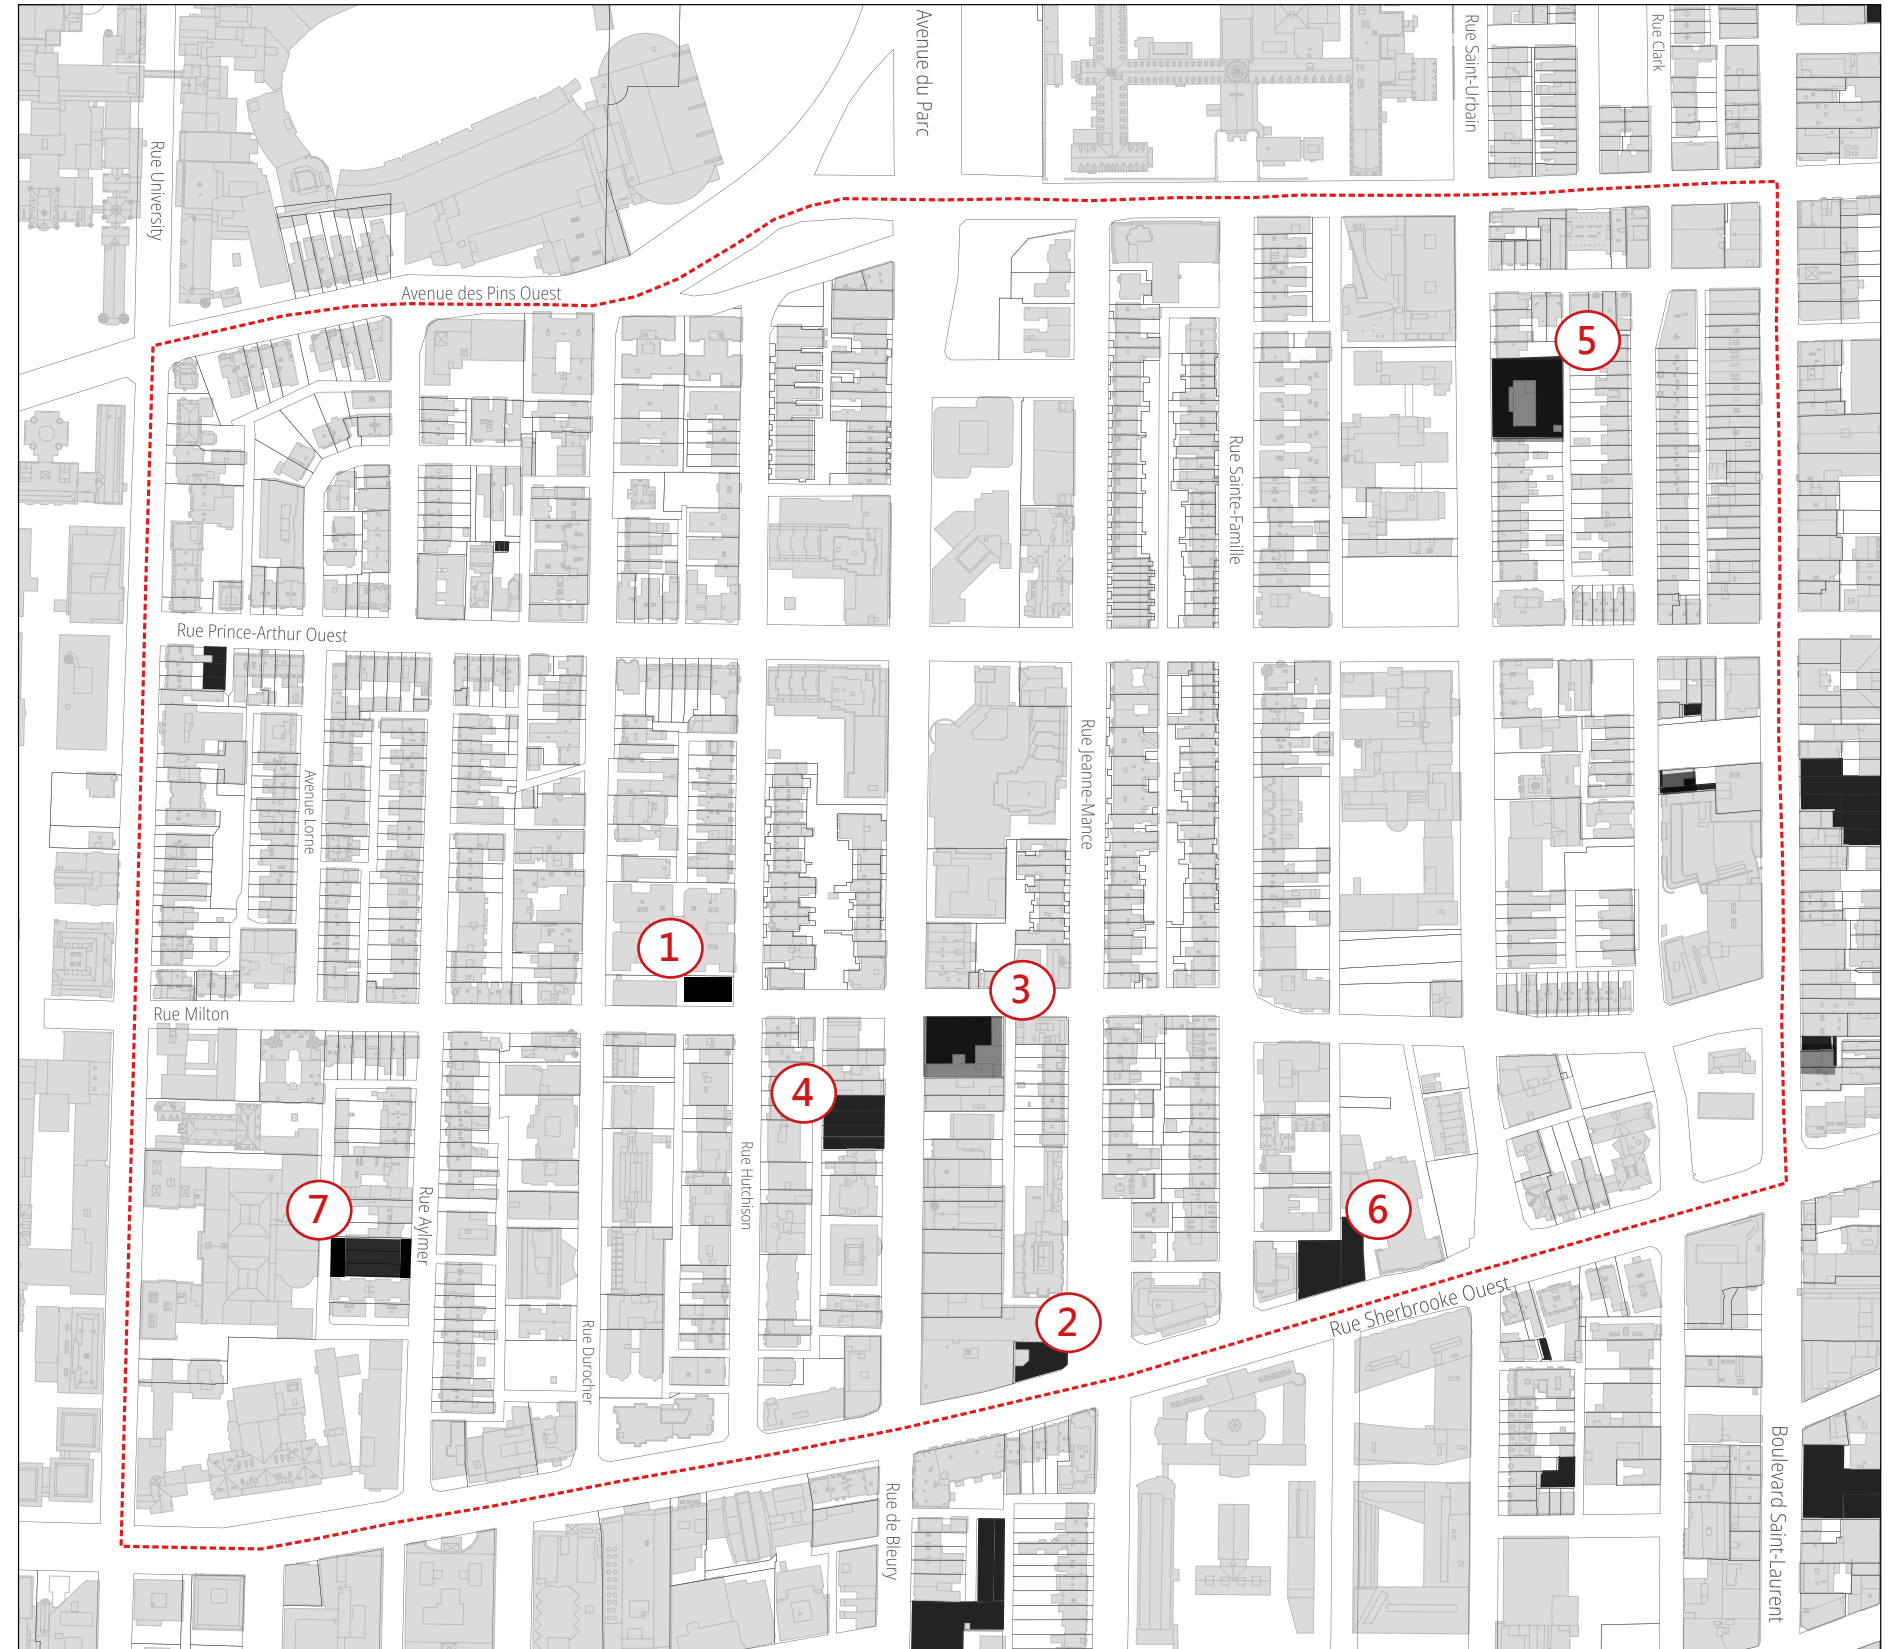 Avenue du Parc
Rue Saint-Urbain
Rue Clark
Rue University
Avenue des Pins Ouest
5
Rue Sainte-Famille
Rue Prince-Arthur Ouest
Rue Jeanne-Mance
Avenue Lorne
1
3
Rue Milton
4
Rue Hutchison
7
Rue Aylmer
6
2
Rue Sherbrooke Ouest
Rue Durocher
Rue de Bleury
Boulevard Saint-Laurent